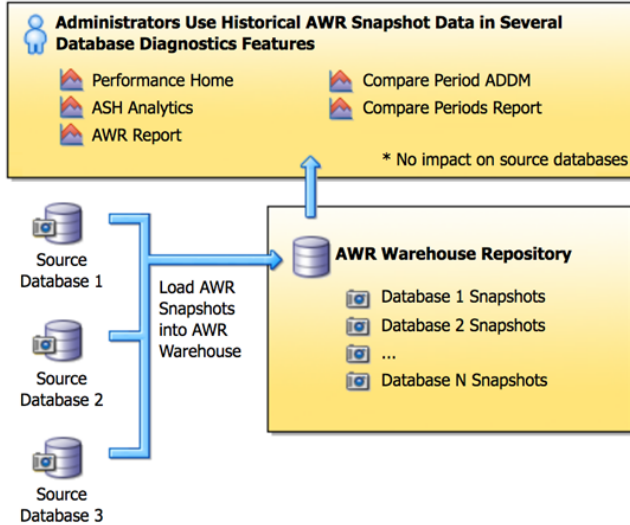 Administrators Use Historical AWR Snapshot Data in Several
Database Diagnostics Features
Performance Home
ASH Analytics
AWR Report
Compare Period ADDM
Compare Periods Report
* No impact on source databases
Source
Database 1
Source
Database 2
Source
Database 3
Load AWR
Snapshots
into AWR
Warehouse
AWR Warehouse Repository
Database 1 Snapshots
Database 2 Snapshots
...
Database N Snapshots